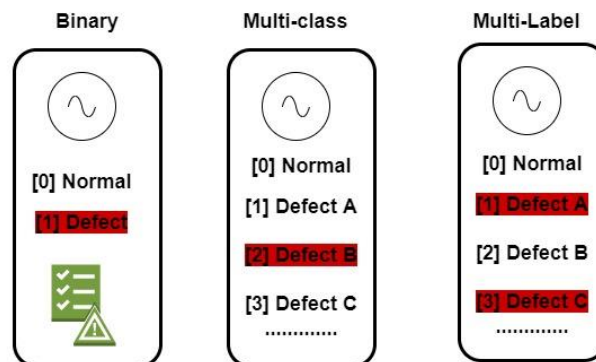 Binary
[0] Normal
[1] Defect
Multi-class
[0] Normal
[1] Defect A
[2] Defect B
[3] Defect C
.............
Multi-Label
[0] Normal
[1] Defect A
[2] Defect B
[3] Defect C
.............